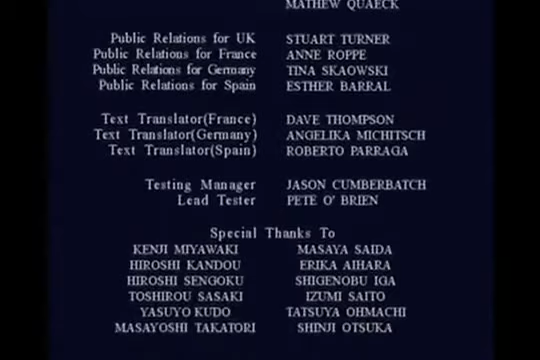 MATHEW QUAECK
Public Relations for UK STUART TURNER
Public Relations for France ANNE ROPPE
Public Relations for Germany TINA SKAOWSKI
Public Relations for Spain ESTHER BARRAL
Text Translator(France) DAVE THOMPSON
Text Translator(Germany) ANGELIKA MICHITSCH
Text Translator(Spain) ROBERTO PARRAGA
Testing Manager JASON CUMBERBATCH
Lead Tester PETE O' BRIEN
Special Thanks To
KENJI MIYAWAKI MASAYA SAIDA
HIROSHI KANDOU ERIKA AIHARA
HIROSHI SENGOKU SHIGENOBU IGA
TOSHIROU SASAKI IZUMI SAITO
YASUYO KUDO TATSUYA OHMACHI
MASAYOSHI TAKATORI SHINJI OTSUKA